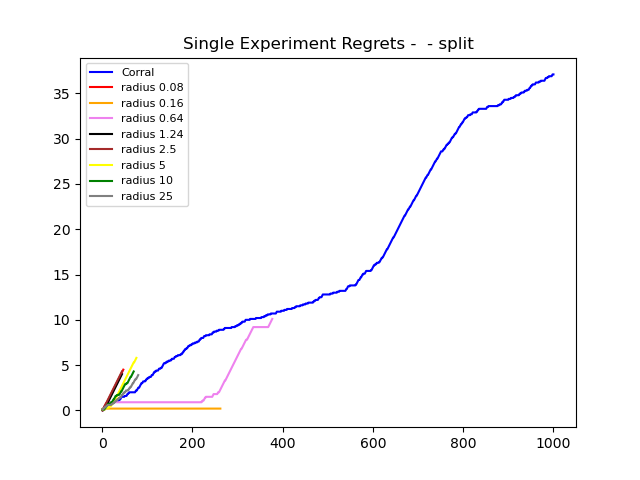 Single Experiment Regrets -  - split
Corral
radius 0.08
radius 0.16
radius 0.64
radius 1.24
radius 2.5
radius 5
radius 10
radius 25
35
30
25
20
15
10
5
0
0 200 400 600 800 1000